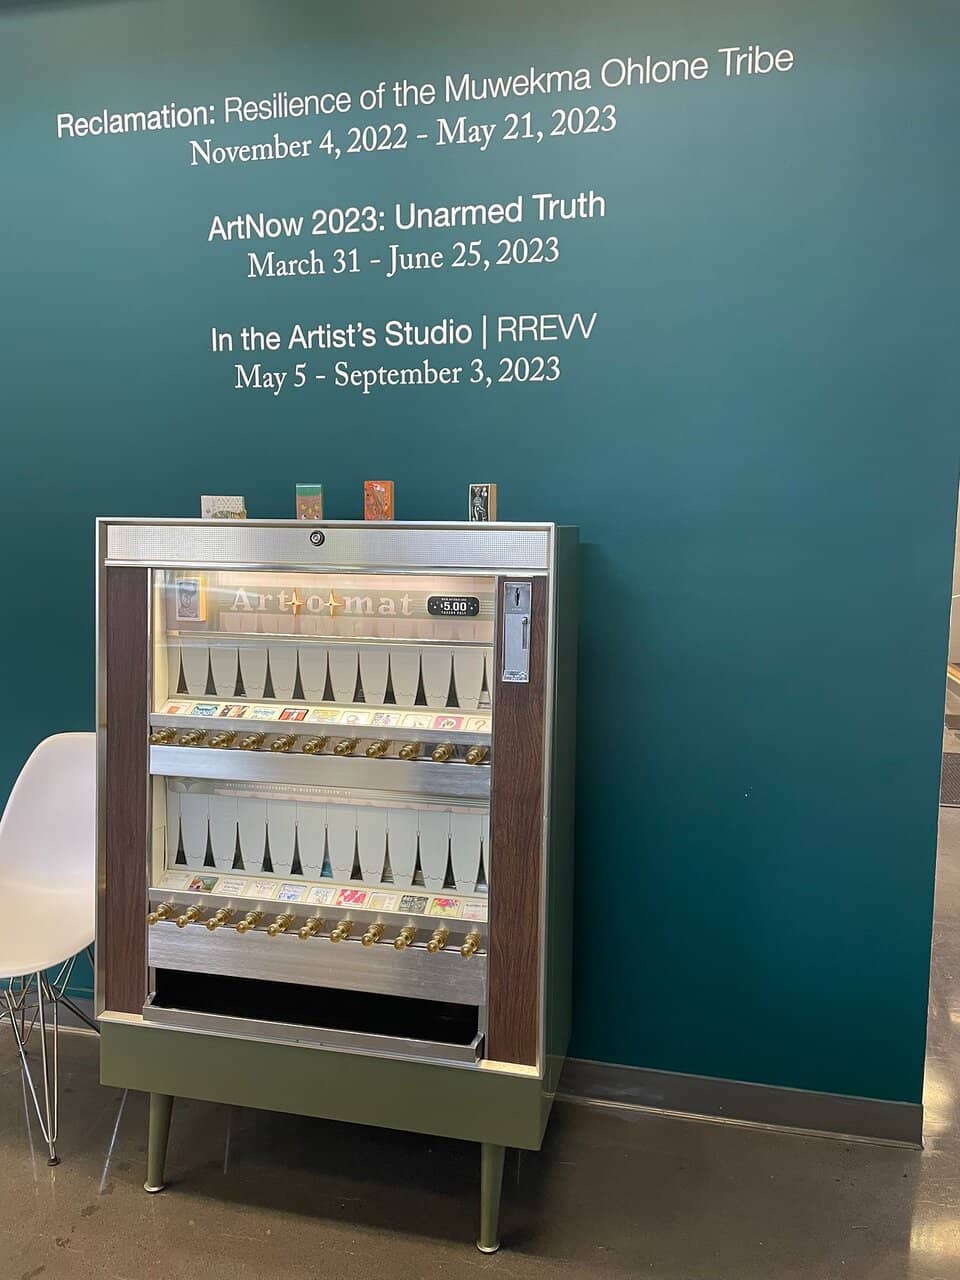 Reclamation: Resilience of the Muwekma Ohlone Tribe
November 4, 2022 - May 21, 2023
ArtNow 2023: Unarmed Truth
March 31 - June 25, 2023
In the Artist's Studio | RREVV
May 5 - September 3, 2023
Art-o-mat
$5.00